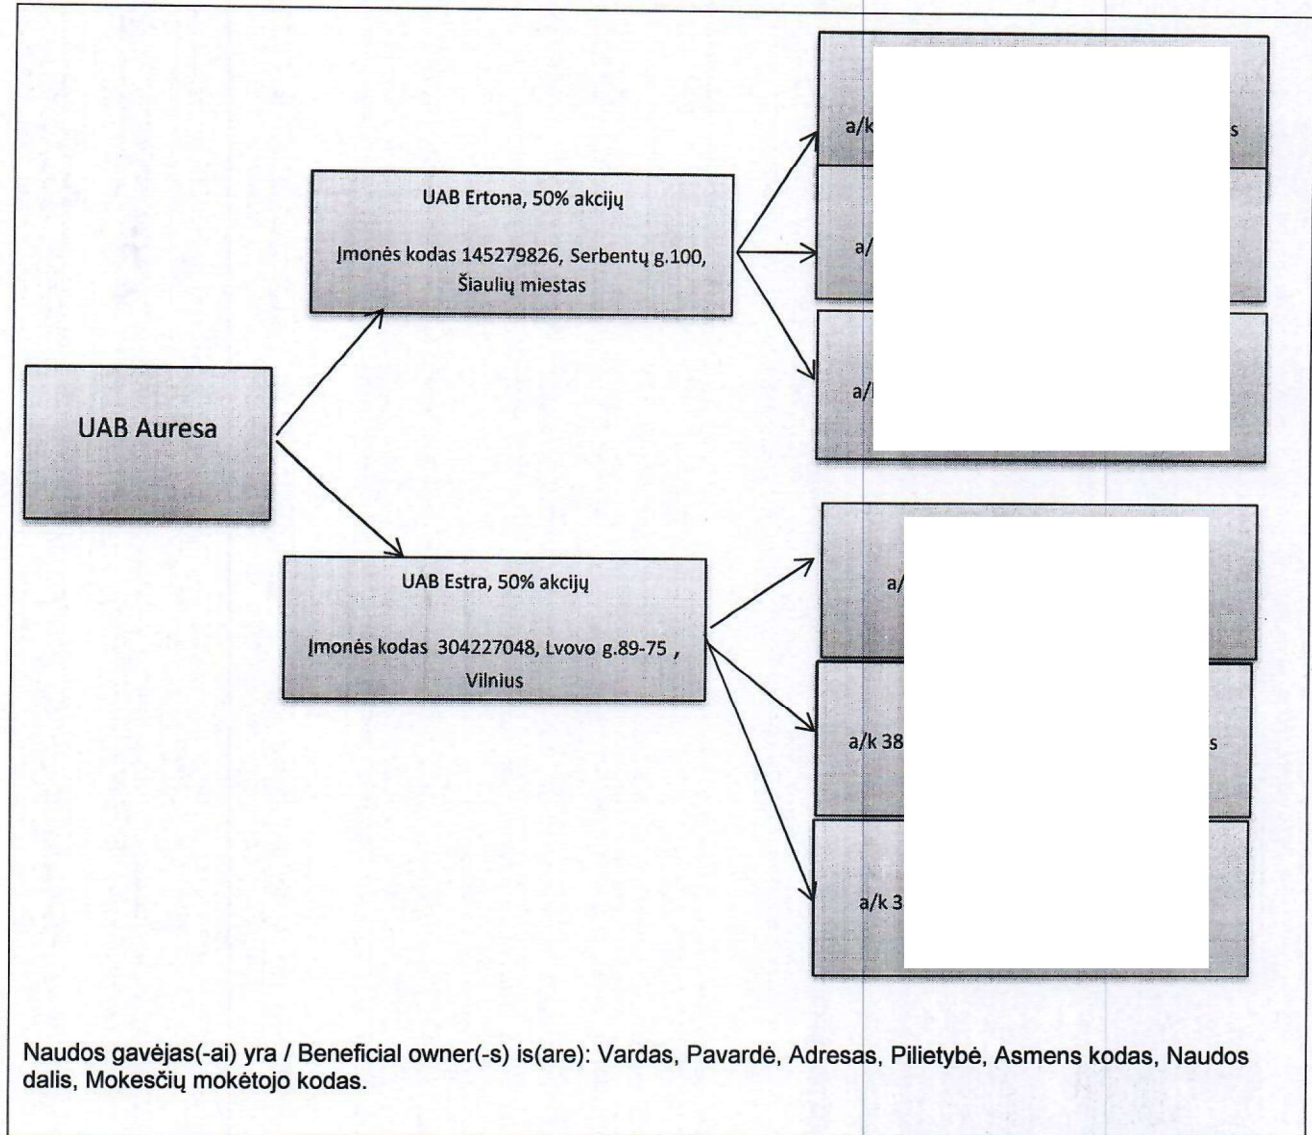 a/k
s
UAB Ertona, 50% akcijų
a/
Įmonės kodas 145279826, Serbentų g.100,
Šiaulių miestas
a/
UAB Auresa
UAB Estra, 50% akcijų
a/
Įmonės kodas 304227048, Lvovo g.89-75 ,
Vilnius
a/k 38
s
a/k 3
Naudos gavėjas(-ai) yra / Beneficial owner(-s) is(are): Vardas, Pavardė, Adresas, Pilietybė, Asmens kodas, Naudos
dalis, Mokesčių mokėtojo kodas.